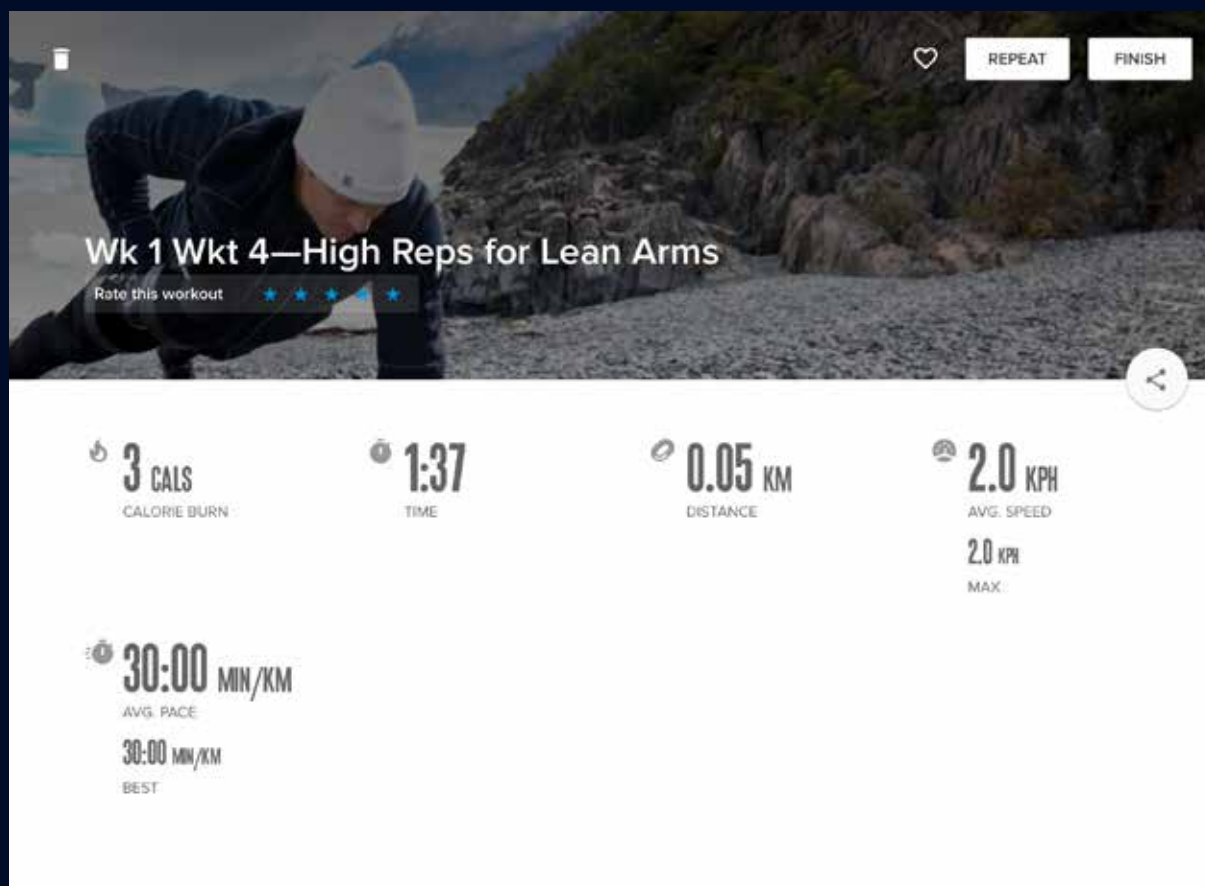 REPEAT
FINISH
Wk 1 Wkt 4—High Reps for Lean Arms
Rate this workout
3 CALS
CALORIE BURN
1:37
TIME
0.05 KM
DISTANCE
2.0 KPH
AVG. SPEED
2.0 KPH
MAX
30:00 MIN/KM
AVG. PACE
30:00 MIN/KM
BEST